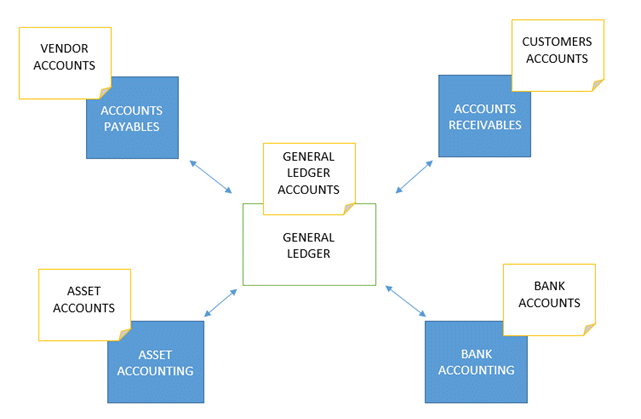 VENDOR
ACCOUNTS
ACCOUNTS
PAYABLES
CUSTOMERS
ACCOUNTS
ACCOUNTS
RECEIVABLES
GENERAL
LEDGER
ACCOUNTS
GENERAL
LEDGER
ASSET
ACCOUNTS
ASSET
ACCOUNTING
BANK
ACCOUNTS
BANK
ACCOUNTING